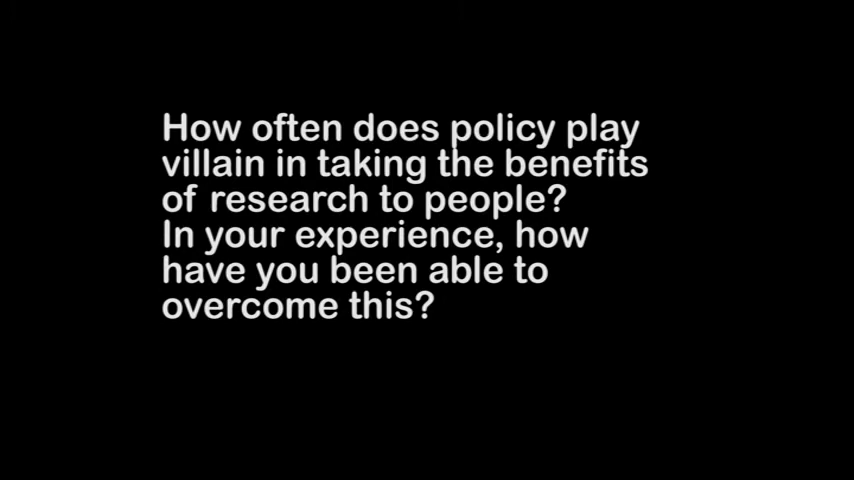 How often does policy play
villain in taking the benefits
of research to people?
In your experience, how
have you been able to
overcome this?